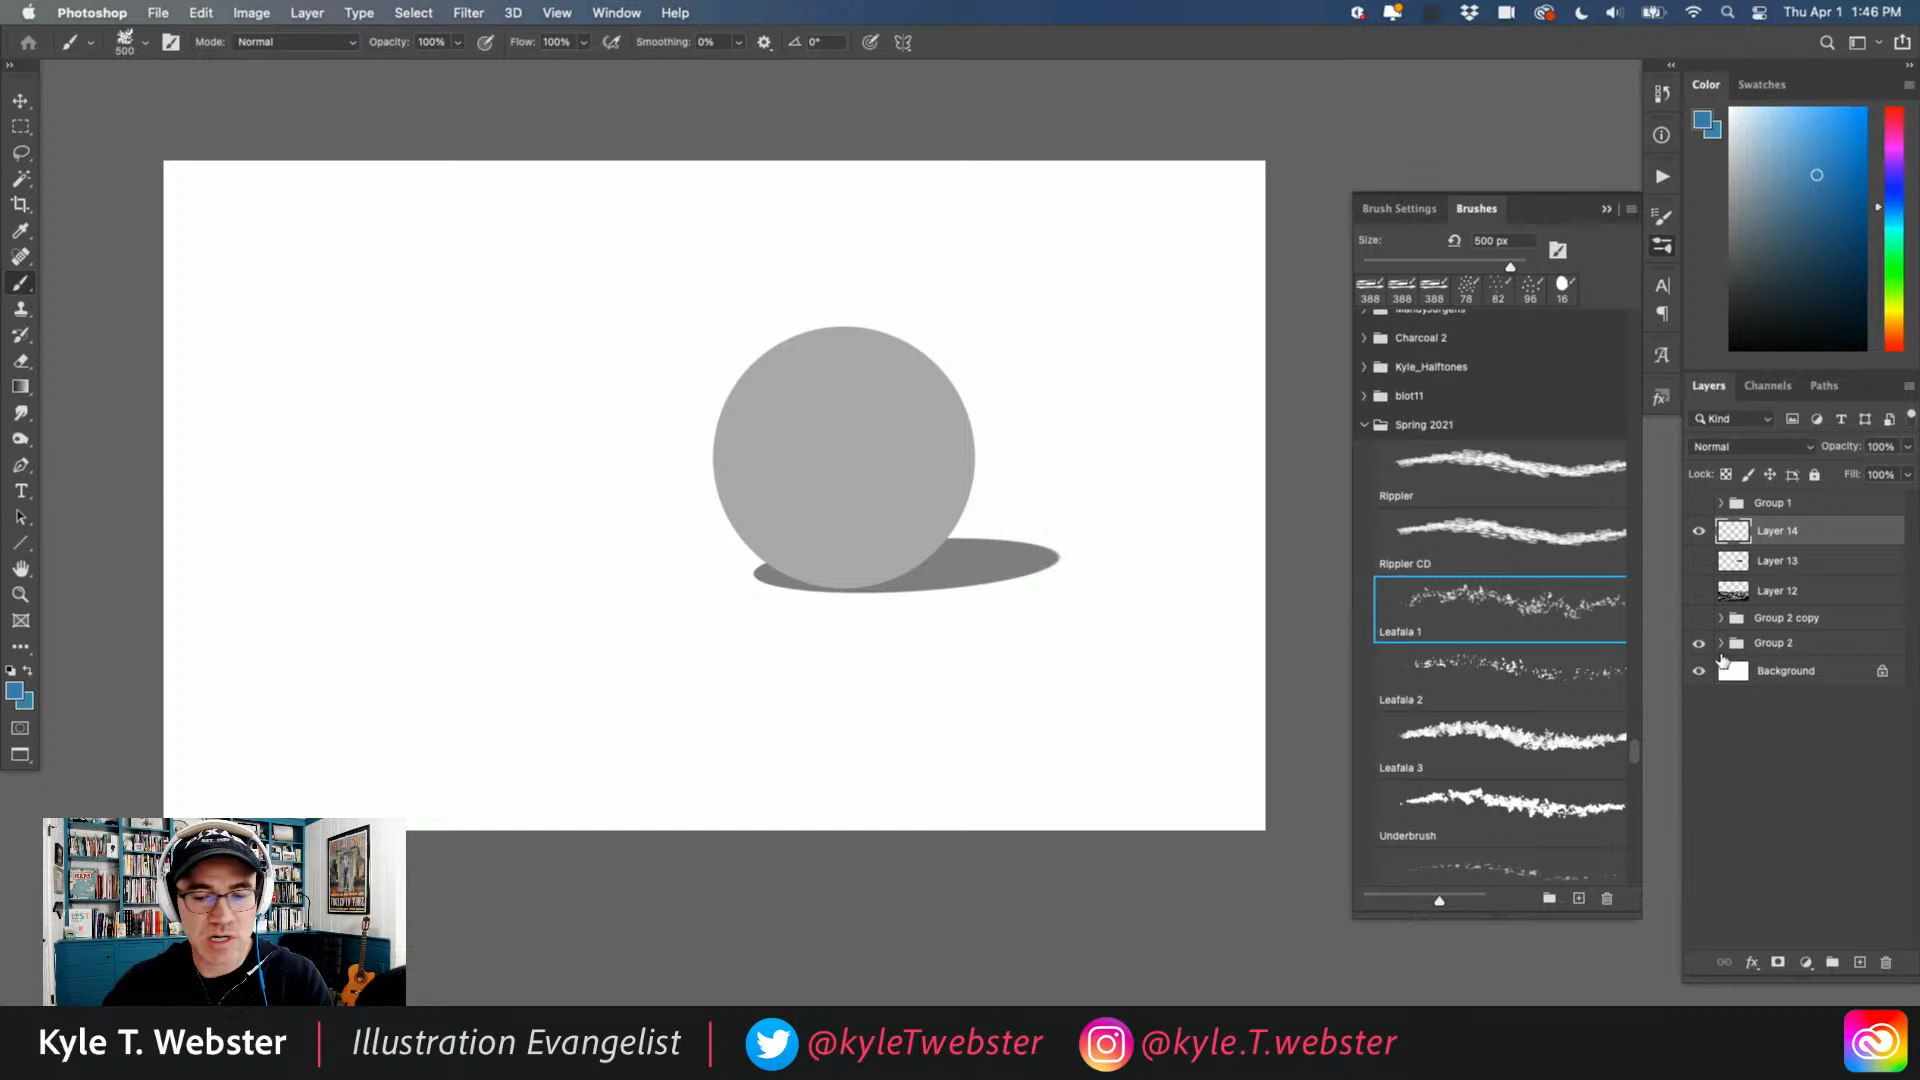 Photoshop File Edit Image Layer Type Select Filter 3D View Window Help Thu Apr 1 1:46 PM
500 Mode: Normal Opacity: 100% Flow: 100% Smoothing: 0% 0°
Color Swatches
Brush Settings Brushes
Size: 500 px
388 388 388 78 82 96 16
MandyJurgens
Charcoal 2
Kyle_Halftones
blot11
Spring 2021
Rippler
Rippler CD
Leafala 1
Leafala 2
Leafala 3
Underbrush
Layers Channels Paths
Kind
Normal Opacity: 100%
Lock: Fill: 100%
Group 1
Layer 14
Layer 13
Layer 12
Group 2 copy
Group 2
Background
Kyle T. Webster | Illustration Evangelist | @kyleTwebster @kyle.T.webster